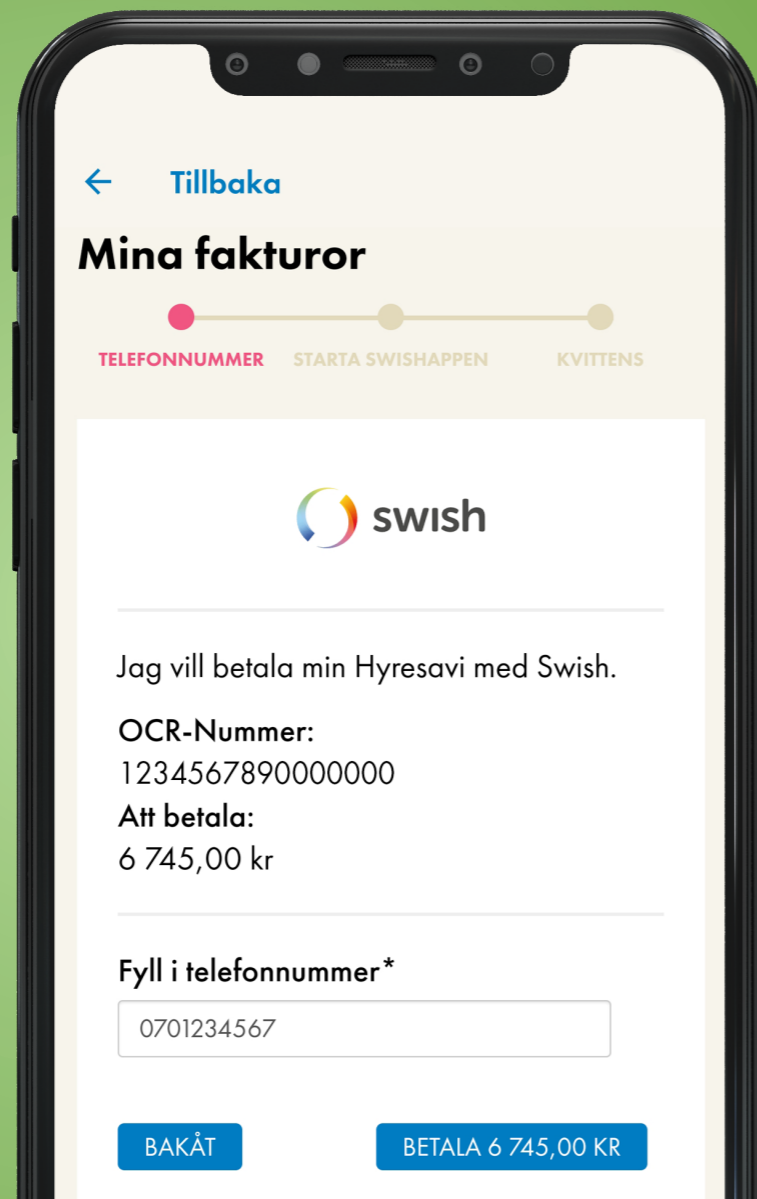 Tillbaka
Mina fakturor
TELEFONNUMMER STARTA SWISHAPPEN KVITTENS
swish
Jag vill betala min Hyresavi med Swish.
OCR-Nummer:
1234567890000000
Att betala:
6 745,00 kr
Fyll i telefonnummer*
0701234567
BAKÅT BETALA 6 745,00 KR